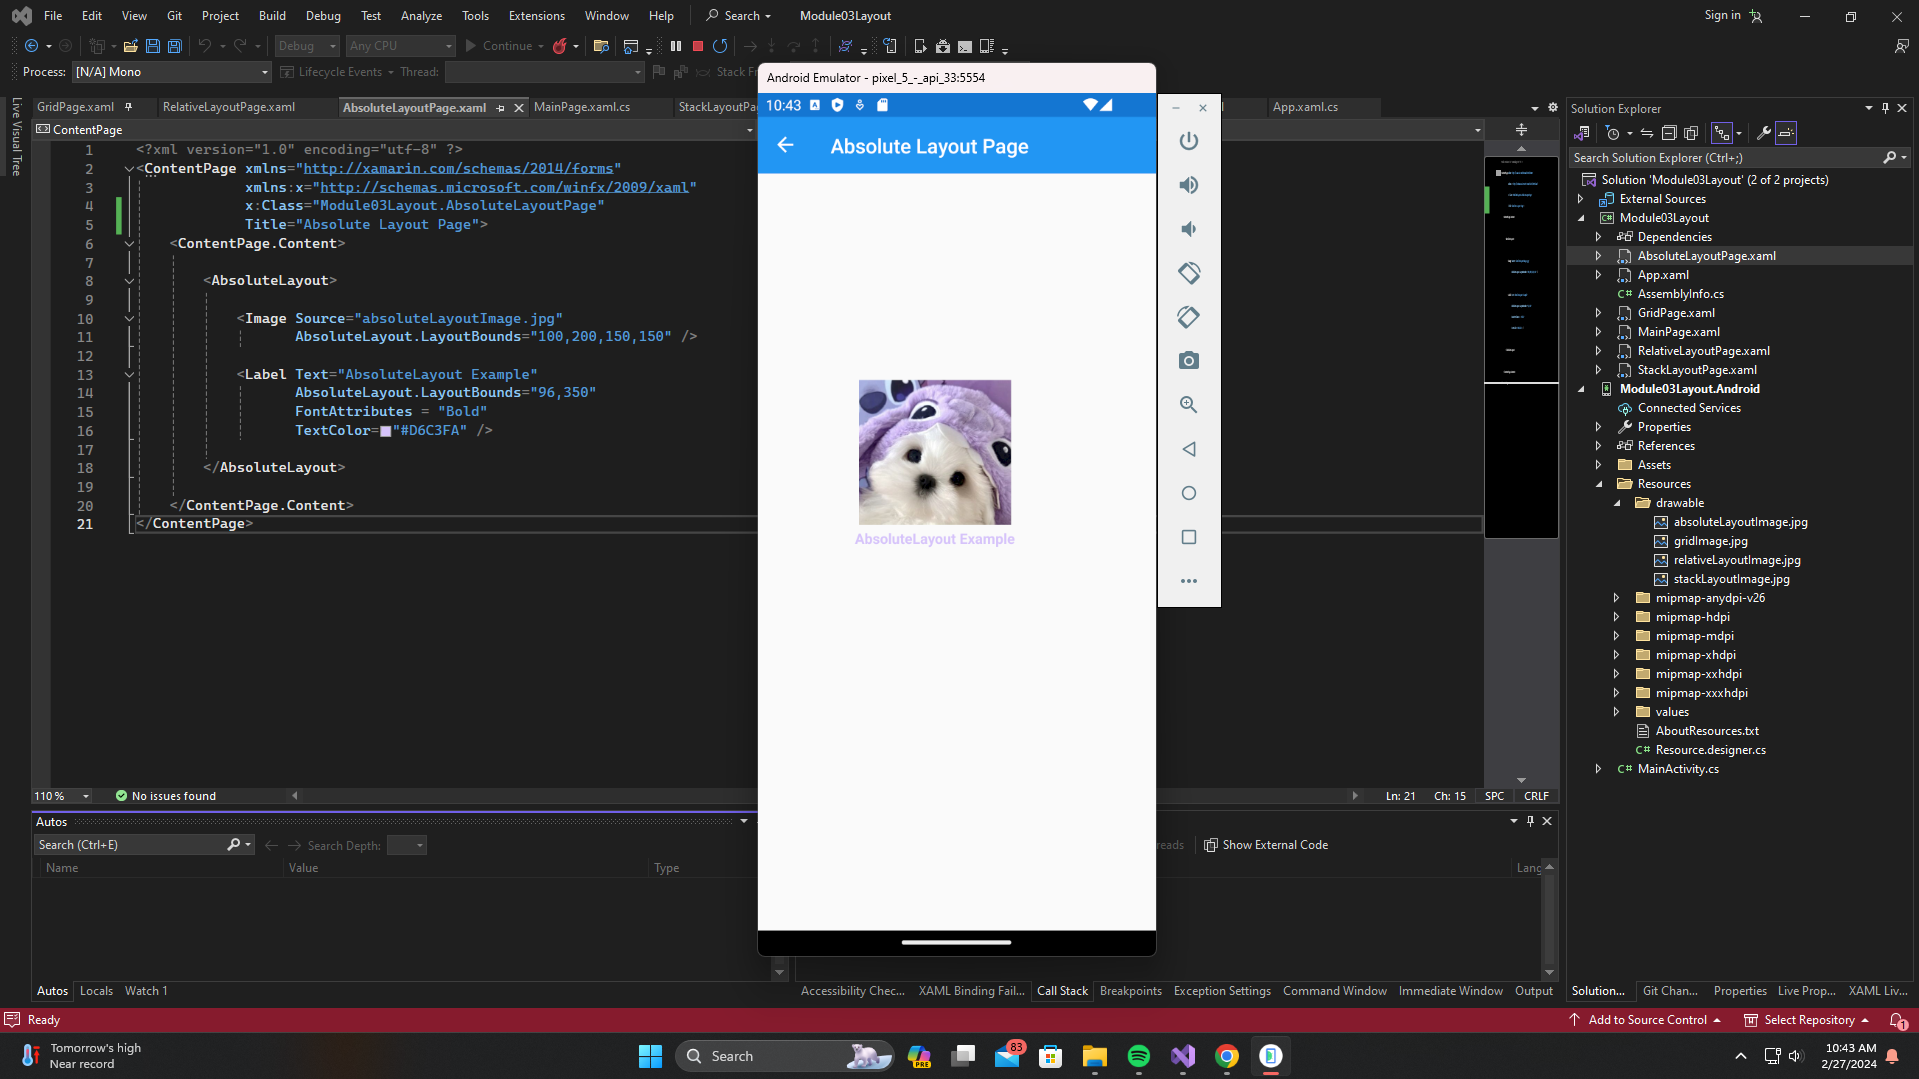 File Edit View Git Project Build Debug Test Analyze Tools Extensions Window Help Search Module03Layout Sign in
Debug Any CPU Continue
Process: [N/A] Mono Lifecycle Events Thread: Stack Fr
Android Emulator - pixel_5_-_api_33:5554
Live Visual Tree
GridPage.xaml RelativeLayoutPage.xaml AbsoluteLayoutPage.xaml MainPage.xaml.cs StackLayoutPa App.xaml.cs
ContentPage
1 <?xml version="1.0" encoding="utf-8" ?>
2 <ContentPage xmlns="http://xamarin.com/schemas/2014/forms"
3 xmlns:x="http://schemas.microsoft.com/winfx/2009/xaml"
4 x:Class="Module03Layout.AbsoluteLayoutPage"
5 Title="Absolute Layout Page">
6 <ContentPage.Content>
7
8 <AbsoluteLayout>
9
10 <Image Source="absoluteLayoutImage.jpg"
11 AbsoluteLayout.LayoutBounds="100,200,150,150" />
12
13 <Label Text="AbsoluteLayout Example"
14 AbsoluteLayout.LayoutBounds="96,350"
15 FontAttributes = "Bold"
16 TextColor="#D6C3FA" />
17
18 </AbsoluteLayout>
19
20 </ContentPage.Content>
21 </ContentPage>
110 % No issues found Ln: 21 Ch: 15 SPC CRLF
10:43
Absolute Layout Page
AbsoluteLayout Example
Solution Explorer
Search Solution Explorer (Ctrl+;)
Solution 'Module03Layout' (2 of 2 projects)
External Sources
Module03Layout
Dependencies
AbsoluteLayoutPage.xaml
App.xaml
AssemblyInfo.cs
GridPage.xaml
MainPage.xaml
RelativeLayoutPage.xaml
StackLayoutPage.xaml
Module03Layout.Android
Connected Services
Properties
References
Assets
Resources
drawable
absoluteLayoutImage.jpg
gridImage.jpg
relativeLayoutImage.jpg
stackLayoutImage.jpg
mipmap-anydpi-v26
mipmap-hdpi
mipmap-mdpi
mipmap-xhdpi
mipmap-xxhdpi
mipmap-xxxhdpi
values
AboutResources.txt
Resource.designer.cs
MainActivity.cs
Autos
Search (Ctrl+E) Search Depth: reads Show External Code
Name Value Type Lang
Autos Locals Watch 1
Accessibility Chec... XAML Binding Fail... Call Stack Breakpoints Exception Settings Command Window Immediate Window Output
Solution... Git Chan... Properties Live Prop... XAML Liv...
Ready Add to Source Control Select Repository 1
Tomorrow's high
Near record
Search
PRE
83
10:43 AM
2/27/2024